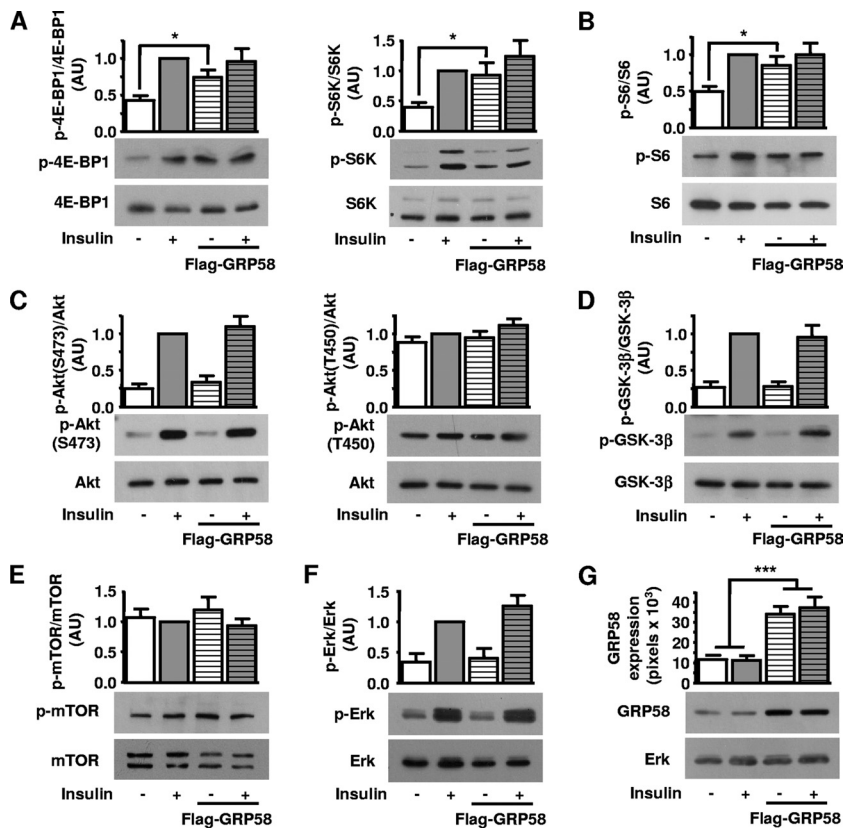 A
p-4E-BP1/4E-BP1
(AU)
*
1.0
0.5
0.0
p-4E-BP1
4E-BP1
Insulin - + - +
Flag-GRP58
p-S6K/S6K
(AU)
*
1.5
1.0
0.5
0.0
p-S6K
S6K
- + - +
Flag-GRP58
B
p-S6/S6
(AU)
*
1.0
0.5
0.0
p-S6
S6
Insulin - + - +
Flag-GRP58
C
p-Akt(S473)/Akt
(AU)
1.0
0.5
0.0
p-Akt
(S473)
Akt
Insulin - + - +
Flag-GRP58
p-Akt(T450)/Akt
(AU)
1.0
0.5
0.0
p-Akt
(T450)
Akt
- + - +
Flag-GRP58
D
p-GSK-3β/GSK-3β
(AU)
1.0
0.5
0.0
p-GSK-3β
GSK-3β
Insulin - + - +
Flag-GRP58
E
p-mTOR/mTOR
(AU)
1.5
1.0
0.5
0.0
p-mTOR
mTOR
Insulin - + - +
Flag-GRP58
F
p-Erk/Erk
(AU)
1.5
1.0
0.5
0.0
p-Erk
Erk
Insulin - + - +
Flag-GRP58
G
GRP58
expression
(pixels x 10³)
***
40
30
20
10
0
GRP58
Erk
Insulin - + - +
Flag-GRP58